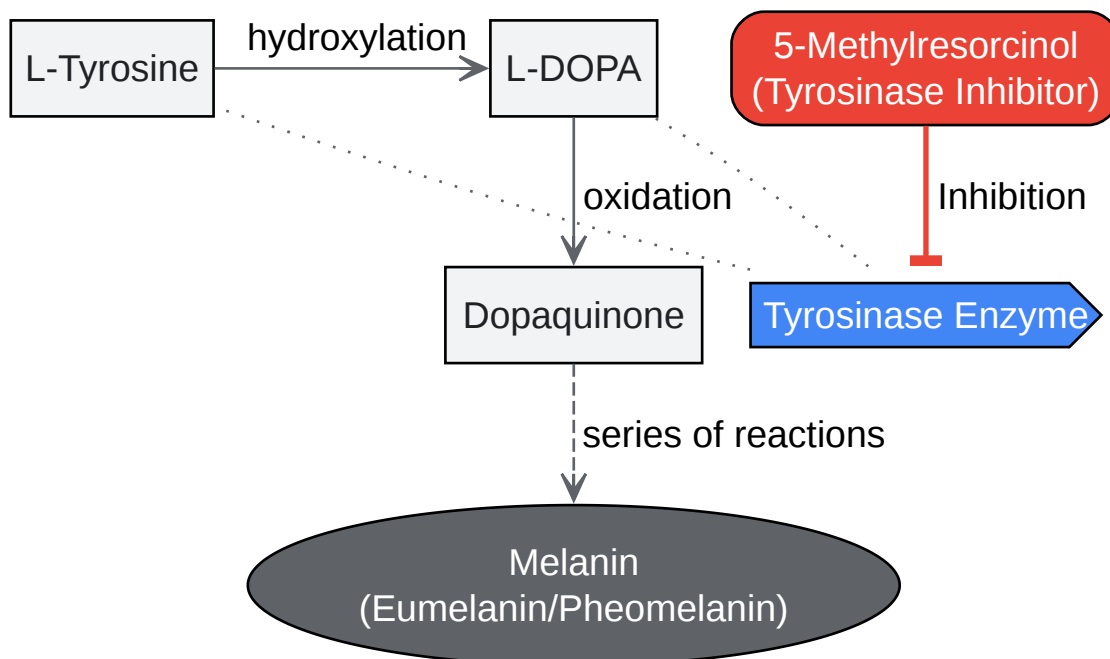 hydroxylation
L-Tyrosine
L-DOPA
5-Methylresorcinol
(Tyrosinase Inhibitor)
oxidation
Inhibition
Dopaquinone
Tyrosinase Enzyme
series of reactions
Melanin
(Eumelanin/Pheomelanin)